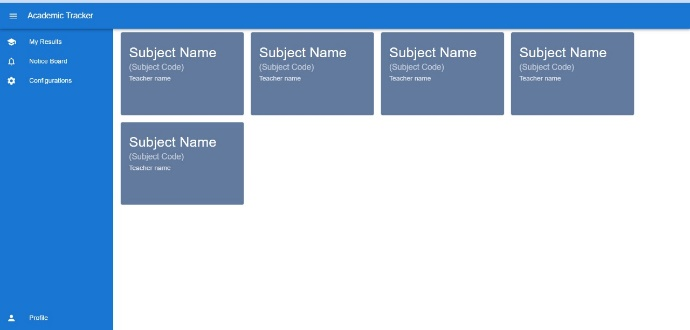 Academic Tracker
My Results
Notice Board
Configurations
Profile
Subject Name
(Subject Code)
Teacher name
Subject Name
(Subject Code)
Teacher name
Subject Name
(Subject Code)
Teacher name
Subject Name
(Subject Code)
Teacher name
Subject Name
(Subject Code)
Teacher name